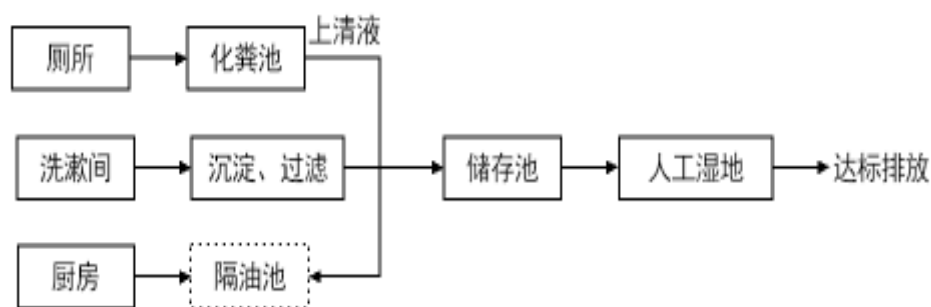 上清液
厕所
化粪池
洗漱间
沉淀、过滤
储存池
人工湿地
达标排放
厨房
隔油池